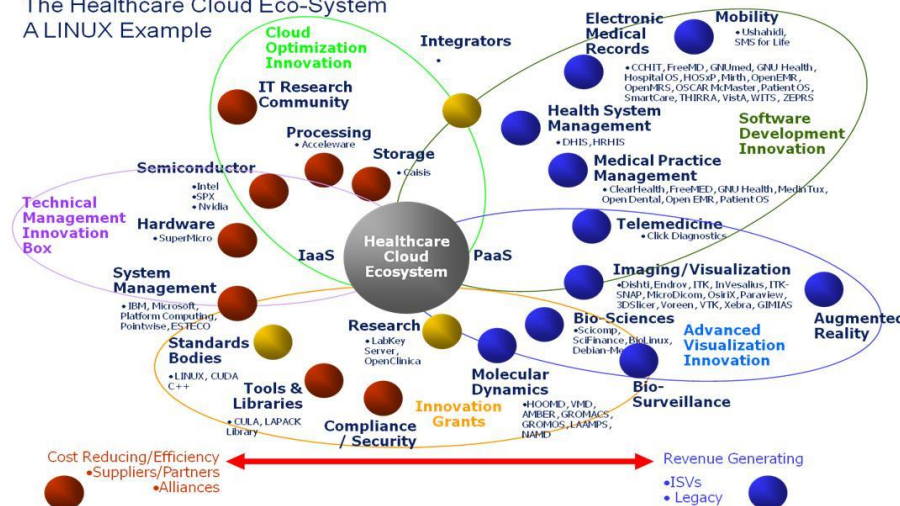 The Healthcare Cloud Eco-System
A LINUX Example
Cloud
Optimization
Innovation
Integrators
•
Electronic
Medical
Records
•CCHIT, FreeMD, GNUmed, GNU Health,
Hospital OS, HOSxP, Mirth, OpenEMR,
OpenMRS, OSCAR McMaster, Patient OS,
SmartCare, THIRRA, VistA, WITS, ZEPRS
Mobility
•Ushahidi,
SMS for Life
IT Research
Community
Processing
• Acceleware
Storage
• Caisis
Health System
Management
•DHIS, HRHIS
Software
Development
Innovation
Medical Practice
Management
•ClearHealth, FreeMED, GNU Health, MedinTux,
Open Dental, Open EMR, Patient OS
Semiconductor
•Intel
•SPX
•Nvidia
Technical
Management
Innovation
Box
Hardware
•SuperMicro
Telemedicine
•Click Diagnostics
IaaS
Healthcare
Cloud
Ecosystem
PaaS
System
Management
•IBM, Microsoft,
Platform Computing,
Pointwise, ESTECO
Imaging/Visualization
•Dishti, Endrov, ITK, InVesalius, ITK-
SNAP, MicroDicom, OsiriX, Paraview,
3DSlicer, Voreen, VTK, Xebra, GIMIAS
Augmented
Reality
Research
•LabKey
Server,
OpenClinica
Bio-Sciences
•Scicomp,
SciFinance, BioLinux,
Debian-Me
Advanced
Visualization
Innovation
Standards
Bodies
•LINUX, CUDA
C++
Tools &
Libraries
•CULA, LAPACK
Library
Compliance
/ Security
Innovation
Grants
Molecular
Dynamics
•HOOMD, VMD,
AMBER, GROMACS,
GROMOS, LAAMPS,
NAMD
Bio-
Surveillance
Cost Reducing/Efficiency
•Suppliers/Partners
•Alliances
Revenue Generating
•ISVs
• Legacy